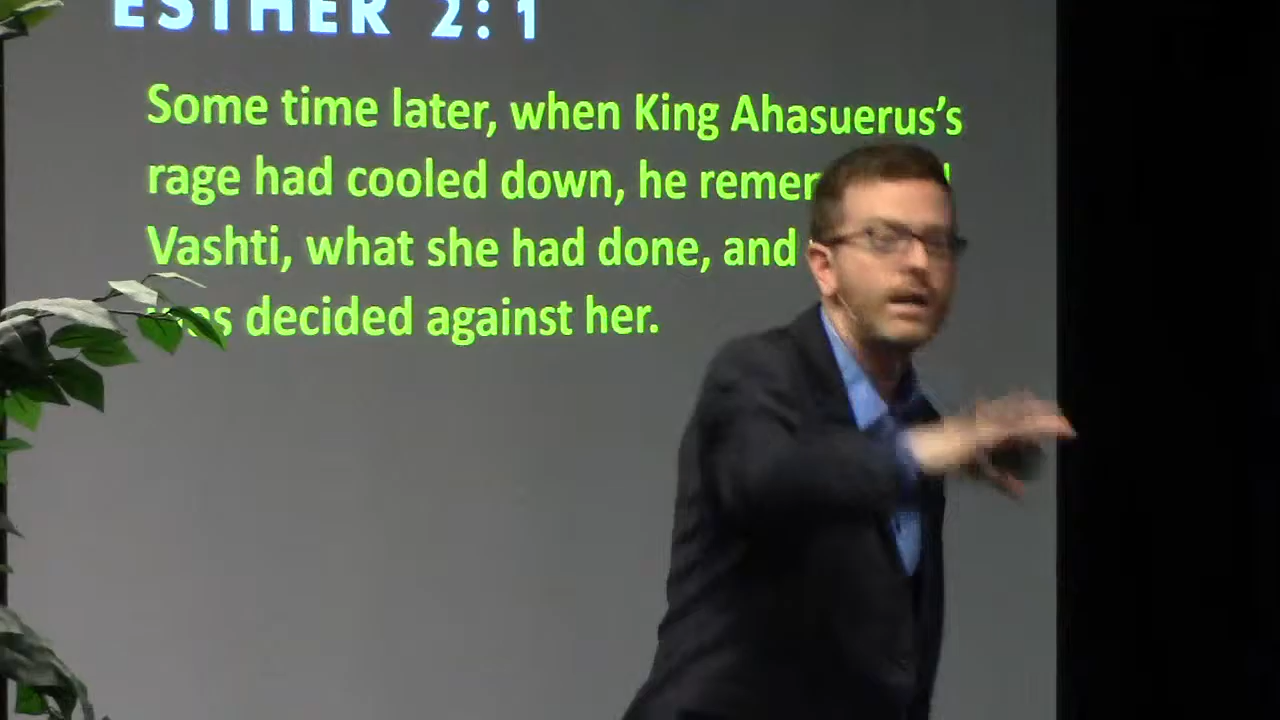 ESTHER 2:1
Some time later, when King Ahasuerus's
rage had cooled down, he
Vashti, what she had done, and
was decided against her.